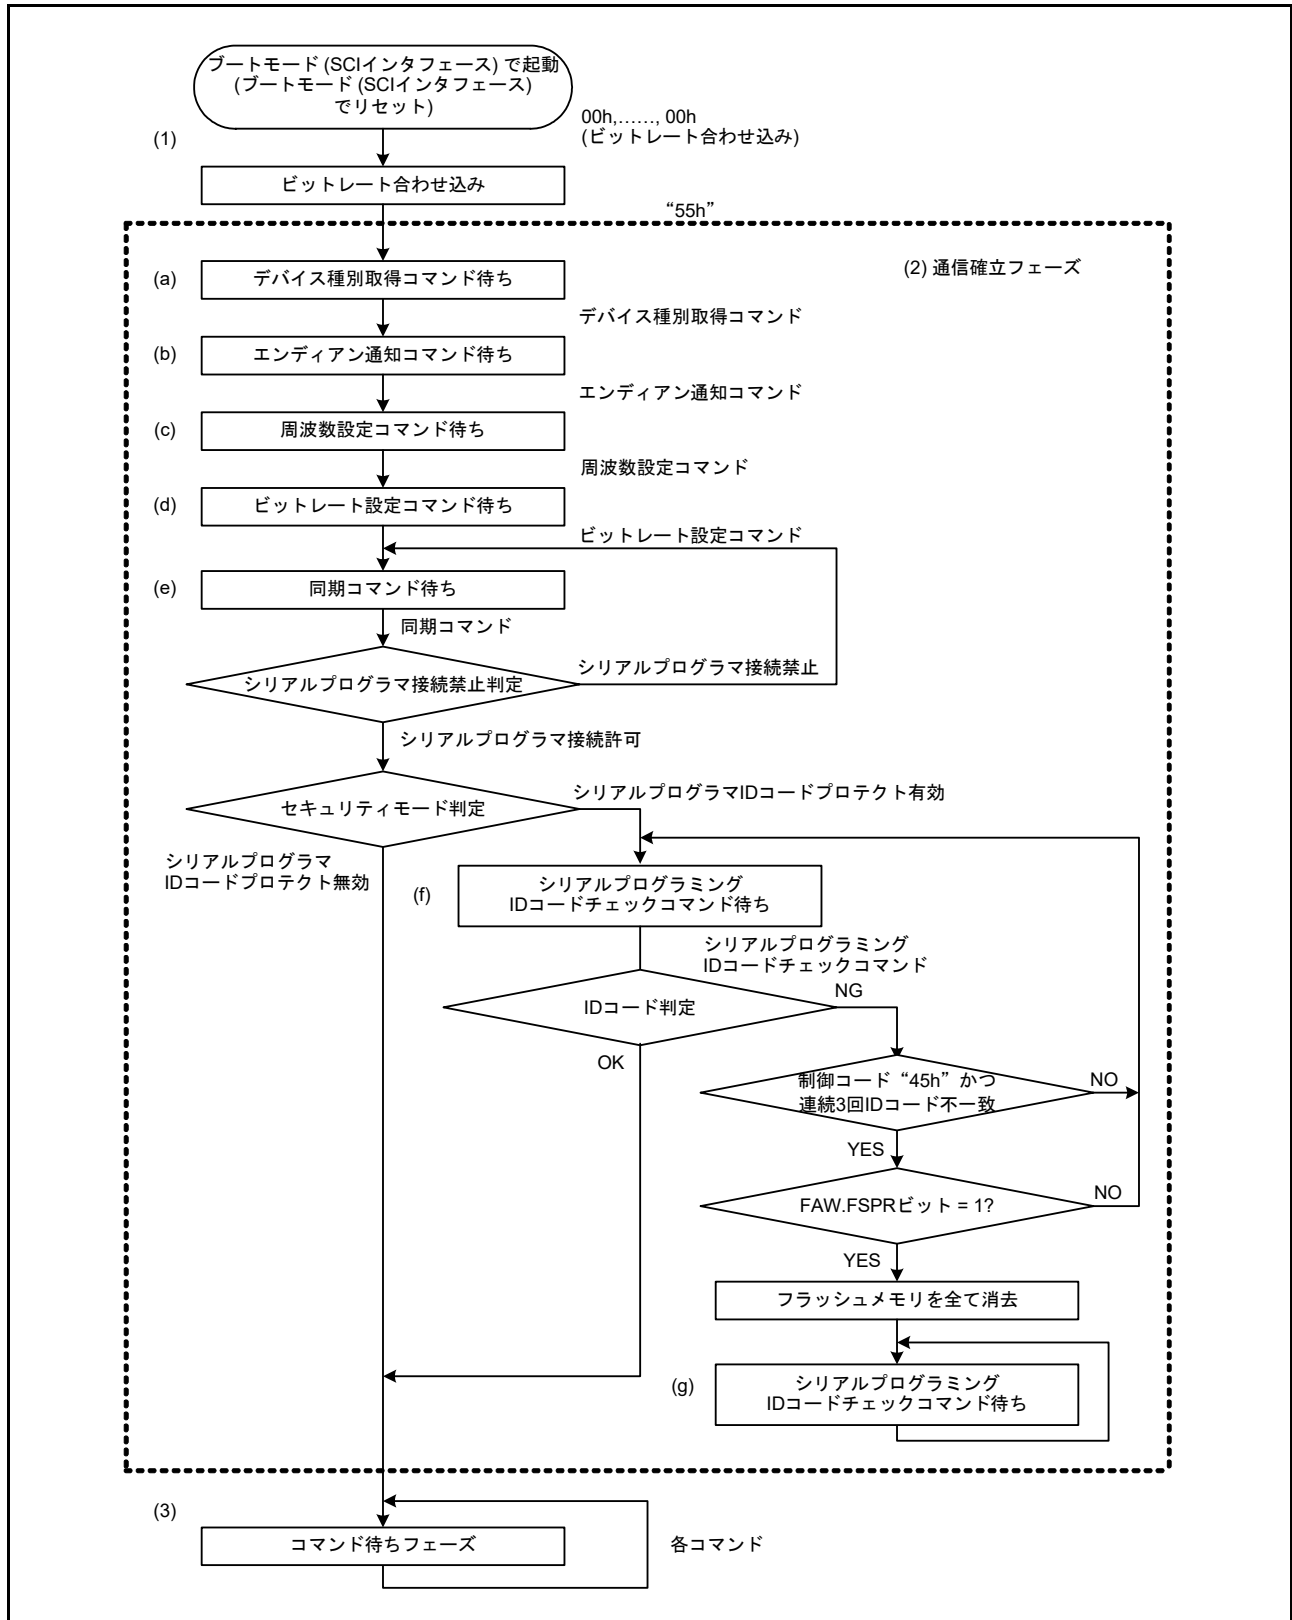 ブートモード (SCIインタフェース) で起動
(ブートモード (SCIインタフェース)
でリセット)
00h,……, 00h
(ビットレート合わせ込み)
(1)
ビットレート合わせ込み
“55h”
(2) 通信確立フェーズ
(a)
デバイス種別取得コマンド待ち
デバイス種別取得コマンド
(b)
エンディアン通知コマンド待ち
エンディアン通知コマンド
(c)
周波数設定コマンド待ち
周波数設定コマンド
(d)
ビットレート設定コマンド待ち
ビットレート設定コマンド
(e)
同期コマンド待ち
同期コマンド
シリアルプログラマ接続禁止判定
シリアルプログラマ接続禁止
シリアルプログラマ接続許可
セキュリティモード判定
シリアルプログラマIDコードプロテクト有効
シリアルプログラマ
IDコードプロテクト無効
(f)
シリアルプログラミング
IDコードチェックコマンド待ち
シリアルプログラミング
IDコードチェックコマンド
IDコード判定
NG
OK
制御コード“45h”かつ
連続3回IDコード不一致
NO
YES
FAW.FSPRビット = 1?
NO
YES
フラッシュメモリを全て消去
(g)
シリアルプログラミング
IDコードチェックコマンド待ち
(3)
コマンド待ちフェーズ
各コマンド